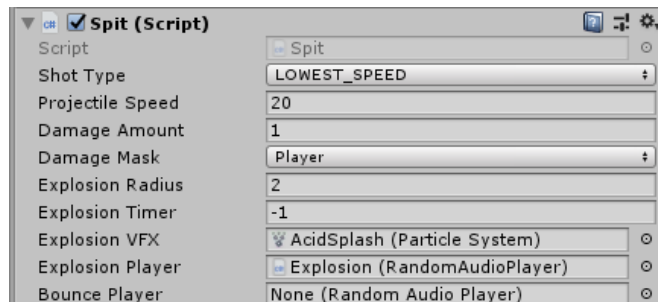 Spit (Script)
Script Spit
Shot Type LOWEST_SPEED
Projectile Speed 20
Damage Amount 1
Damage Mask Player
Explosion Radius 2
Explosion Timer -1
Explosion VFX AcidSplash (Particle System)
Explosion Player Explosion (RandomAudioPlayer)
Bounce Player None (Random Audio Player)